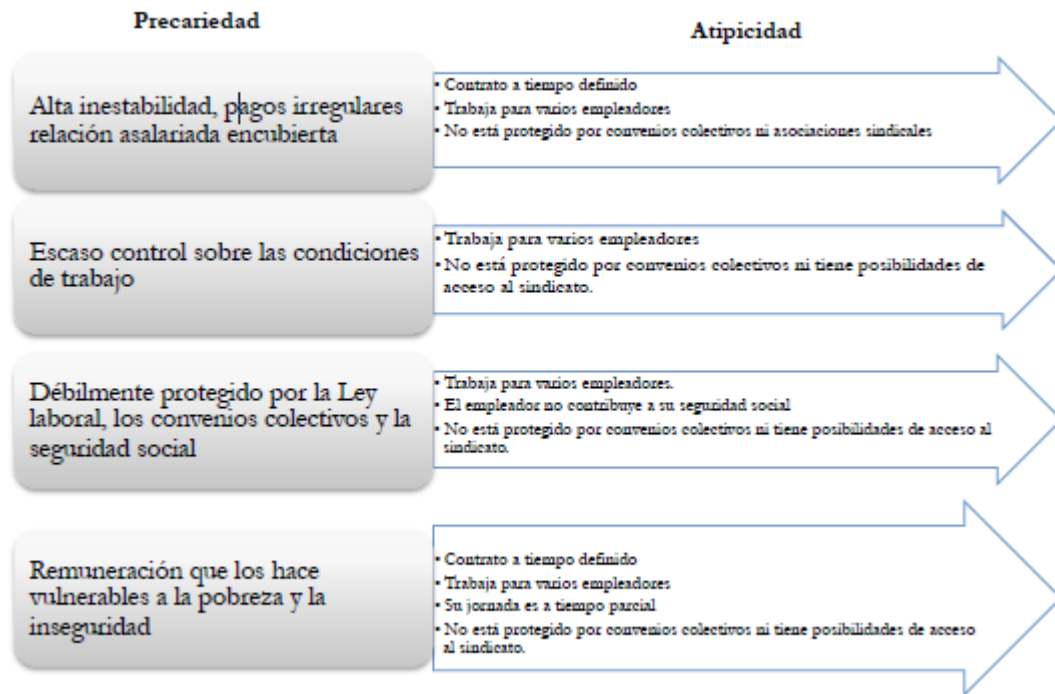 Precariedad
Atipicidad
Alta inestabilidad, pagos irregulares
relación asalariada encubierta
• Contrato a tiempo definido
• Trabaja para varios empleadores
• No está protegido por convenios colectivos ni asociaciones sindicales
Escaso control sobre las condiciones
de trabajo
• Trabaja para varios empleadores
• No está protegido por convenios colectivos ni tiene posibilidades de
acceso al sindicato.
Débilmente protegido por la Ley
laboral, los convenios colectivos y la
seguridad social
• Trabaja para varios empleadores.
• El empleador no contribuye a su seguridad social
• No está protegido por convenios colectivos ni tiene posibilidades de acceso al
sindicato.
Remuneración que los hace
vulnerables a la pobreza y la
inseguridad
• Contrato a tiempo definido
• Trabaja para varios empleadores
• Su jornada es a tiempo parcial
• No está protegido por convenios colectivos ni tiene posibilidades de acceso
al sindicato.